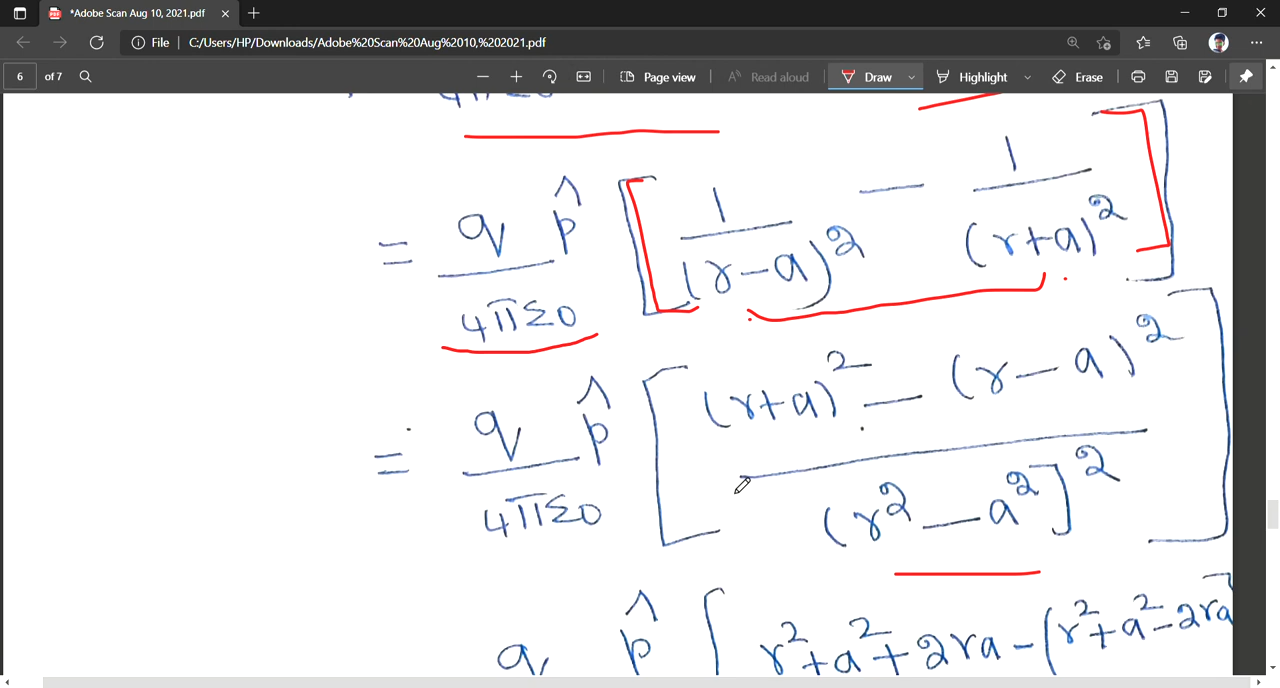 *Adobe Scan Aug 10, 2021.pdf
File | C:/Users/HP/Downloads/Adobe%20Scan%20Aug%2010,%202021.pdf
6 of 7 Page view Read aloud Draw Highlight Erase
4πε0
= q/4πε0 p̂ [ 1/(r-a)² - 1/(r+a)² ]
= q/4πε0 p̂ [ (r+a)² - (r-a)² / (r² - a²]² ]
q p̂ [ r² + a² + 2ra - (r² + a² - 2ra